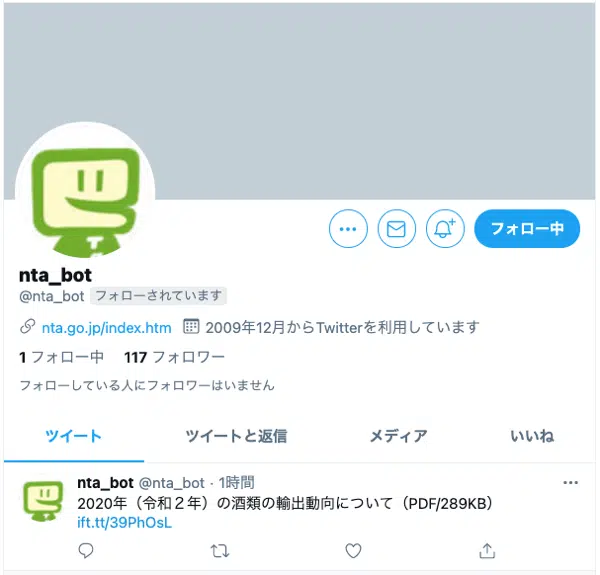 フォロー中
nta_bot
@nta_bot フォローされています
nta.go.jp/index.htm 2009年12月からTwitterを利用しています
1 フォロー中 117 フォロワー
フォローしている人にフォロワーはいません
ツイート ツイートと返信 メディア いいね
nta_bot @nta_bot · 1時間
2020年（令和２年）の酒類の輸出動向について（PDF/289KB）
ift.tt/39PhOsL